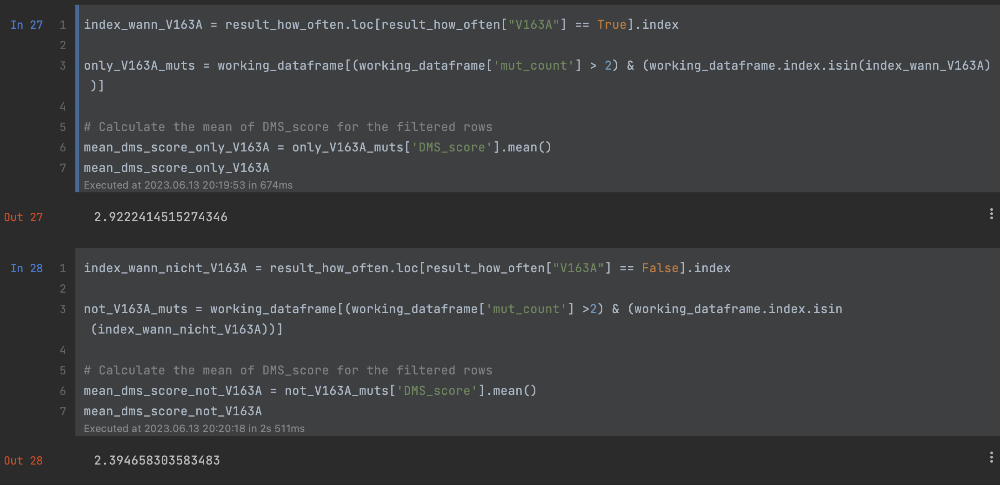 In 27 1 index_wann_V163A = result_how_often.loc[result_how_often["V163A"] == True].index
2
3 only_V163A_muts = working_dataframe[(working_dataframe['mut_count'] > 2) & (working_dataframe.index.isin(index_wann_V163A)
)]
4
5 # Calculate the mean of DMS_score for the filtered rows
6 mean_dms_score_only_V163A = only_V163A_muts['DMS_score'].mean()
7 mean_dms_score_only_V163A
Executed at 2023.06.13 20:19:53 in 674ms
Out 27 2.9222414515274346
In 28 1 index_wann_nicht_V163A = result_how_often.loc[result_how_often["V163A"] == False].index
2
3 not_V163A_muts = working_dataframe[(working_dataframe['mut_count'] >2) & (working_dataframe.index.isin
(index_wann_nicht_V163A))]
4
5 # Calculate the mean of DMS_score for the filtered rows
6 mean_dms_score_not_V163A = not_V163A_muts['DMS_score'].mean()
7 mean_dms_score_not_V163A
Executed at 2023.06.13 20:20:18 in 2s 511ms
Out 28 2.394658303583483